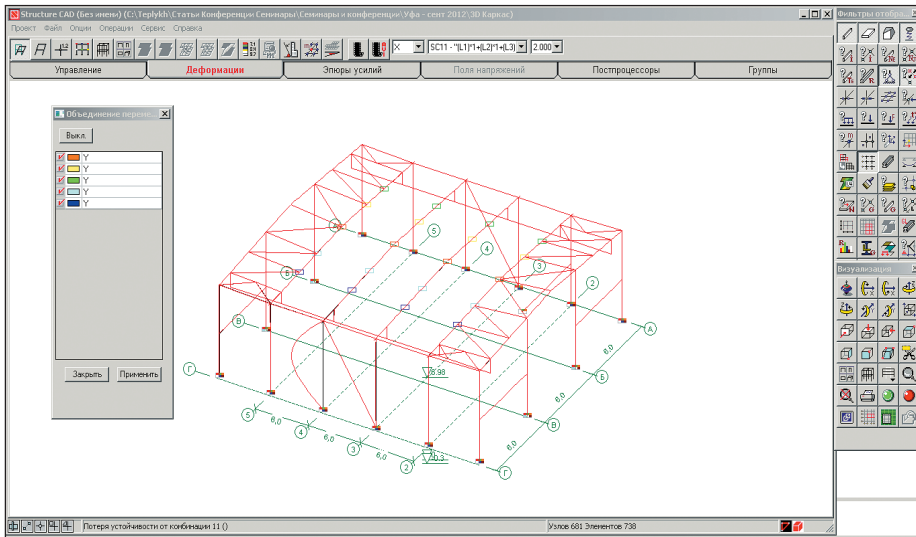 Structure CAD (без имени) (C:\Teplykh\Статьи Конференции Семинары\Семинары и конференции\Уфа - сент 2012\3D Каркас)
Фильтры отобра...
Проект Файл Опции Операции Сервис Справка
X SC11 - "(L1)*1+(L2)*1+(L3) 2.000
Управление Деформации Эпюры усилий Поля напряжений Постпроцессоры Группы
Объединение переме...
Выкл.
Y
Y
Y
Y
Y
Закрыть Применить
А 5
4
3
Б 2
В А
6,0
Г Б
6,0
8.98
В
5 6,0
4 6,0 6,0
3 6,0
2 Г
Визуализация
Потеря устойчивости от комбинации 11 () Узлов 681 Элементов 738